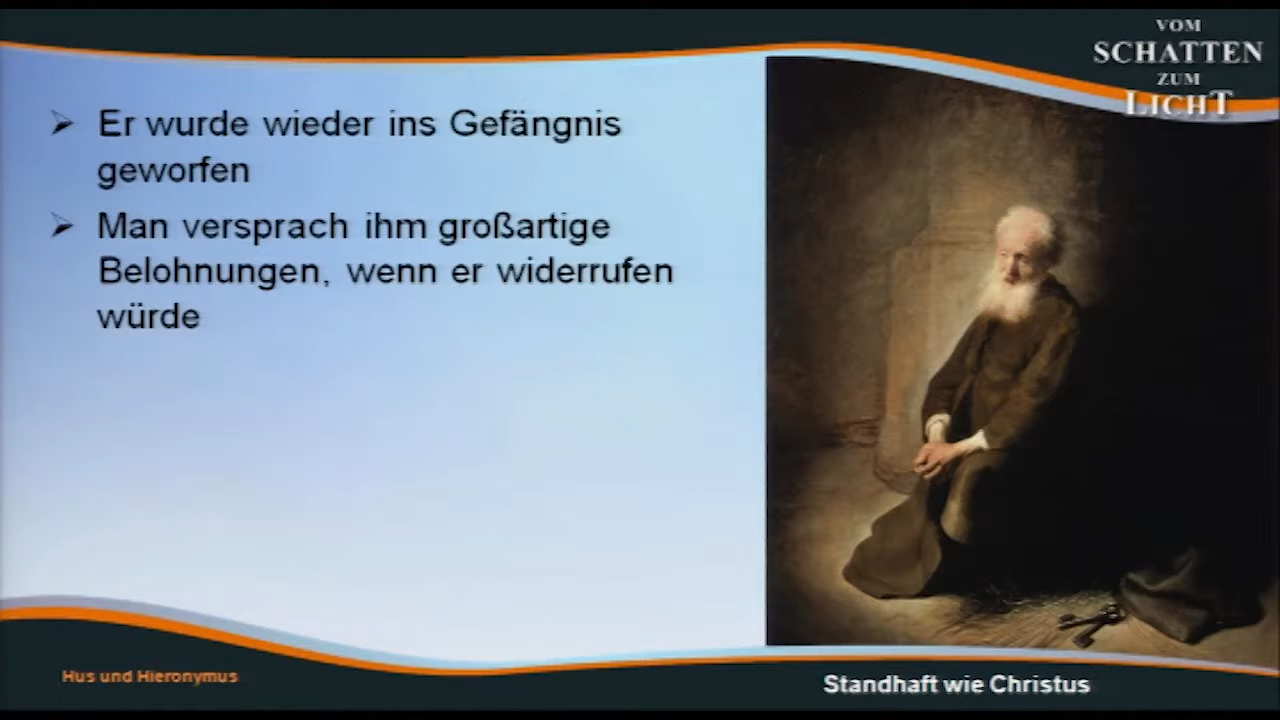 VOM
SCHATTEN
ZUM
LICHT
➢ Er wurde wieder ins Gefängnis
geworfen
➢ Man versprach ihm großartige
Belohnungen, wenn er widerrufen
würde
Hus und Hieronymus
Standhaft wie Christus